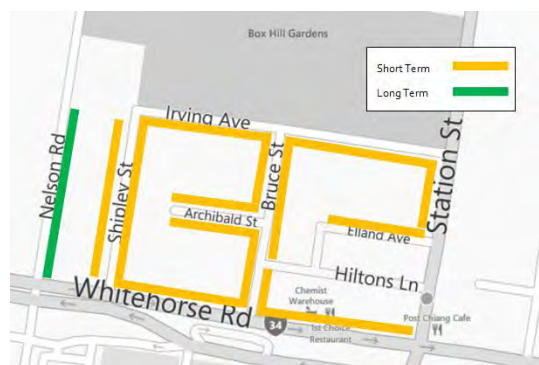 Box Hill Gardens
Short Term
Long Term
Irving Ave
Nelson Rd
Shipley St
Bruce St
Station St
Archibald St
Elland Ave
Hiltons Ln
Whitehorse Rd
Chemist
Warehouse
34
1st Choice
Restaurant
Post Chiang Cafe